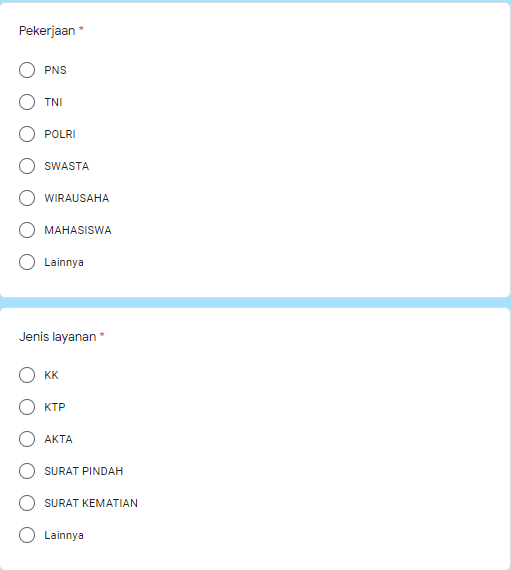 Pekerjaan *
PNS
TNI
POLRI
SWASTA
WIRAUSAHA
MAHASISWA
Lainnya
Jenis layanan *
KK
KTP
AKTA
SURAT PINDAH
SURAT KEMATIAN
Lainnya